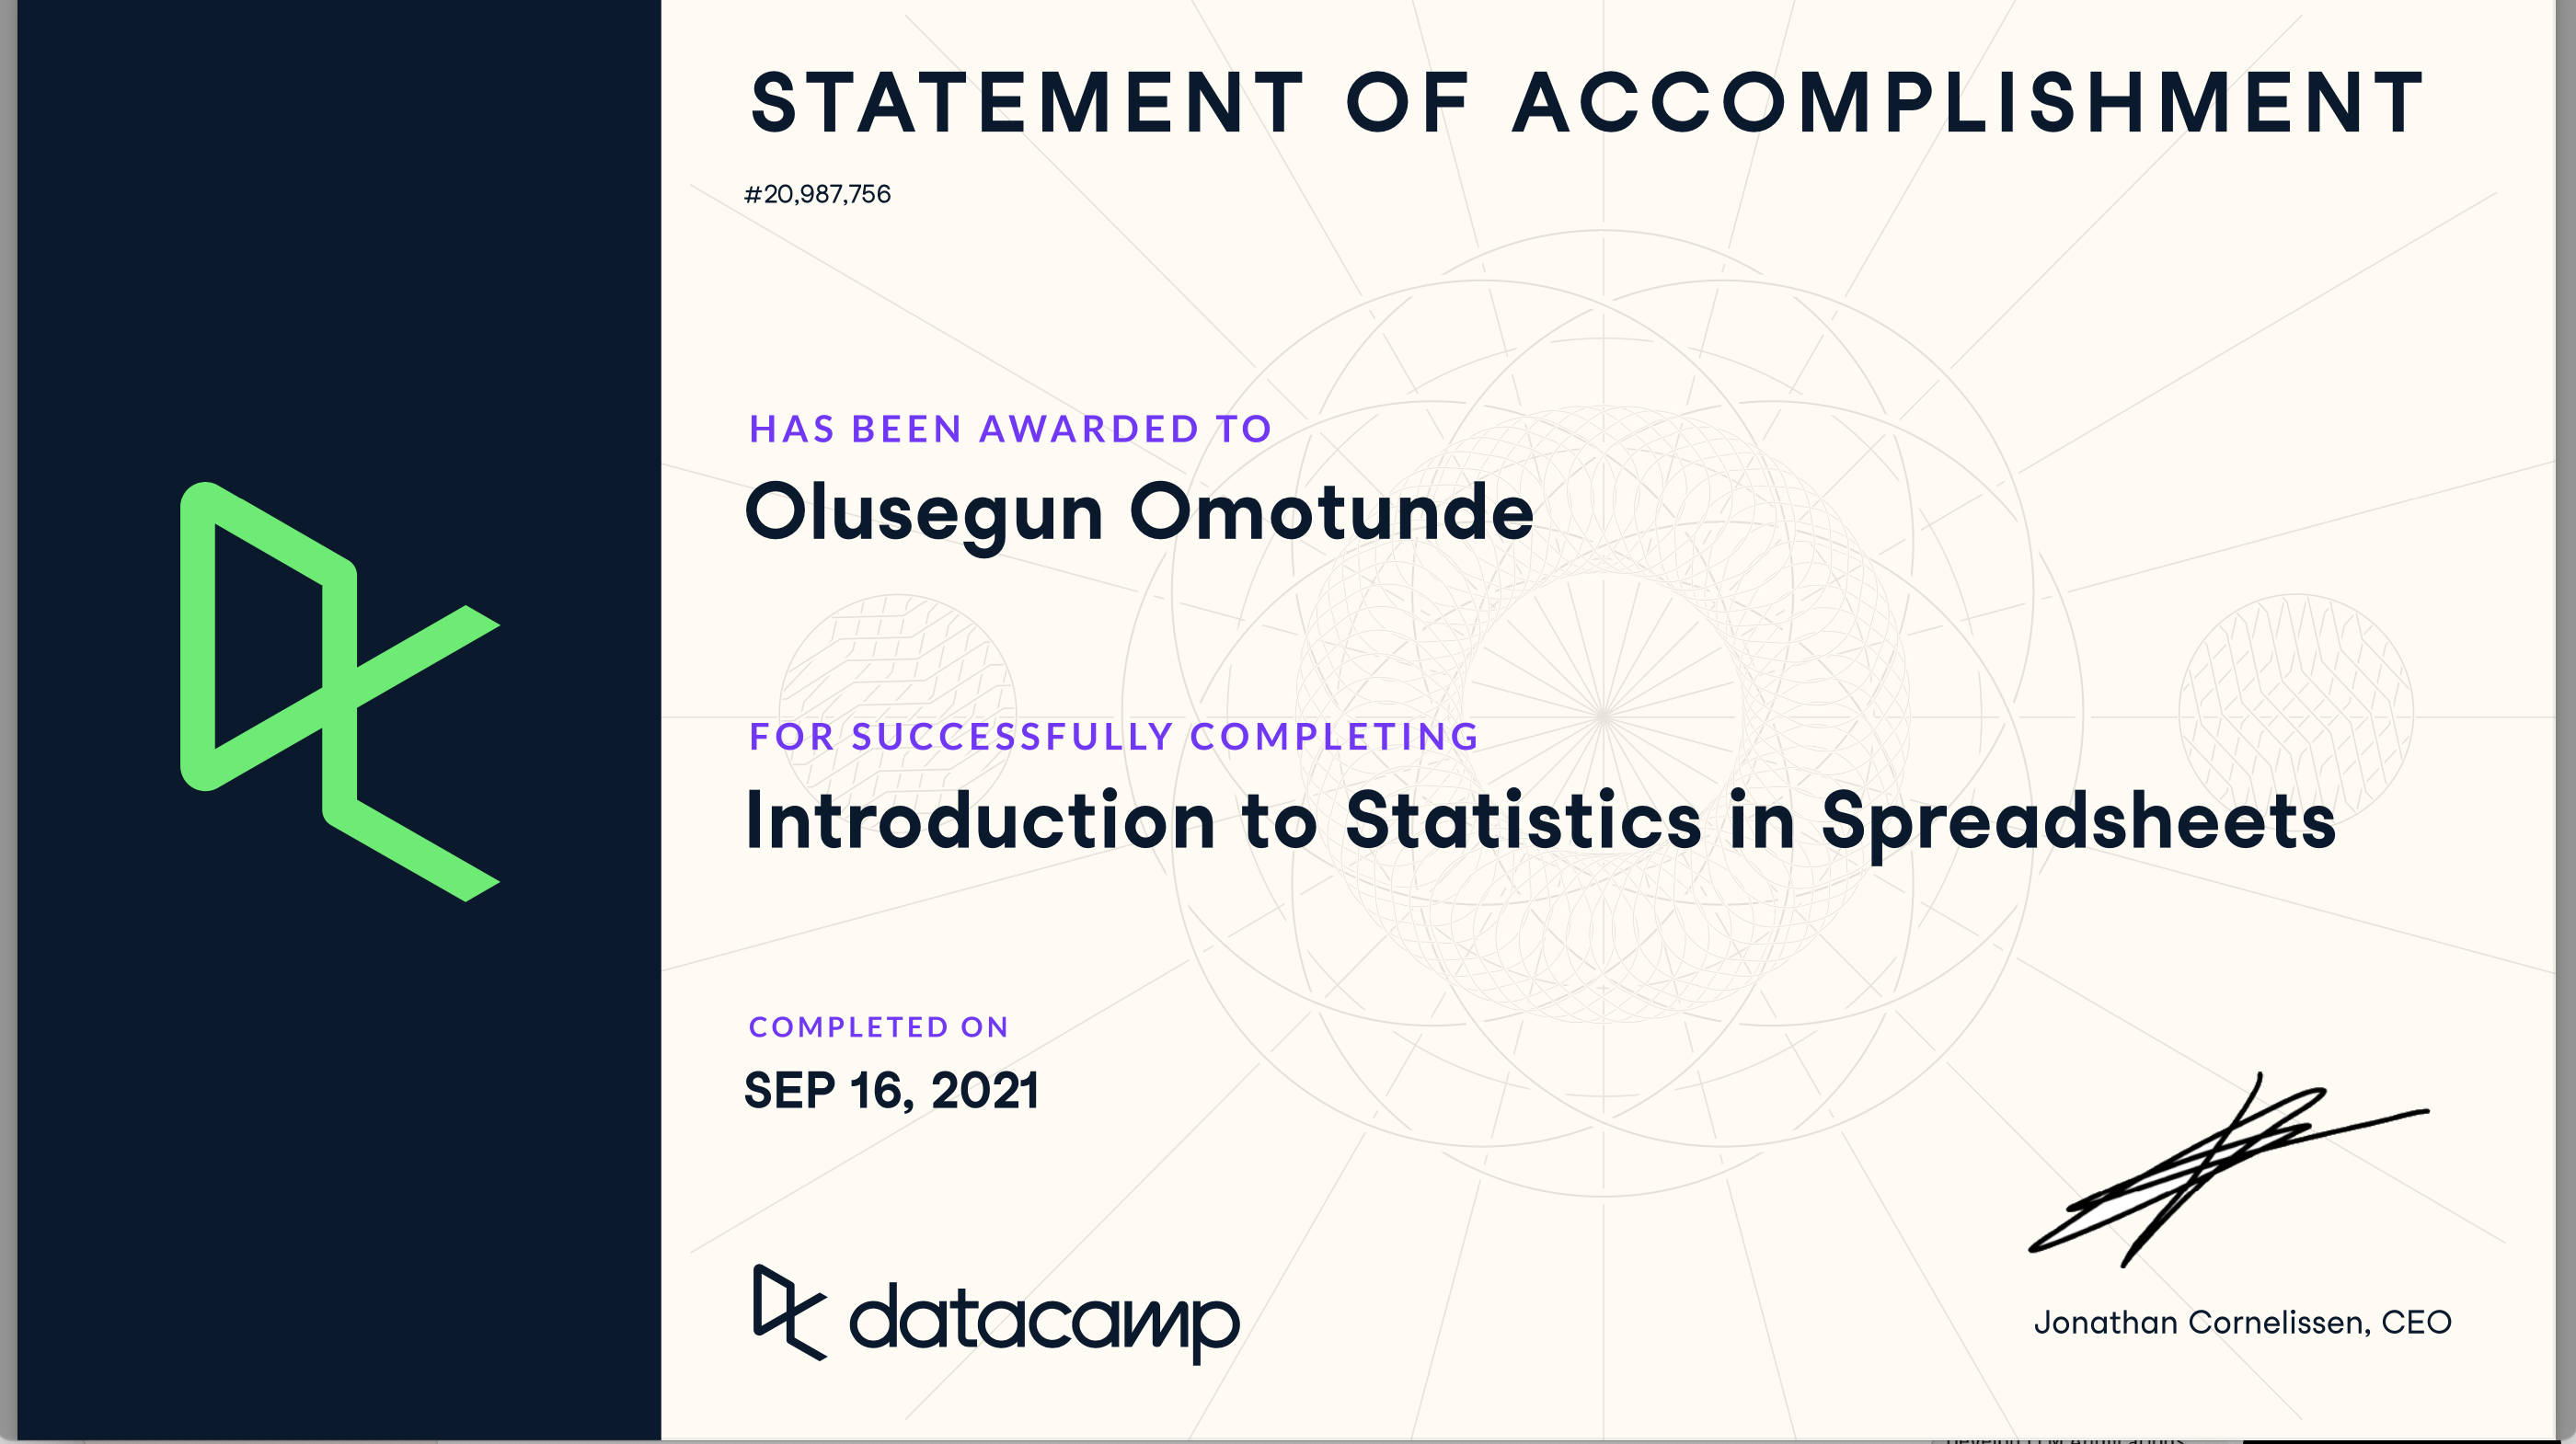 STATEMENT OF ACCOMPLISHMENT
#20,987,756
HAS BEEN AWARDED TO
Olusegun Omotunde
FOR SUCCESSFULLY COMPLETING
Introduction to Statistics in Spreadsheets
COMPLETED ON
SEP 16, 2021
datacamp
Jonathan Cornelissen, CEO